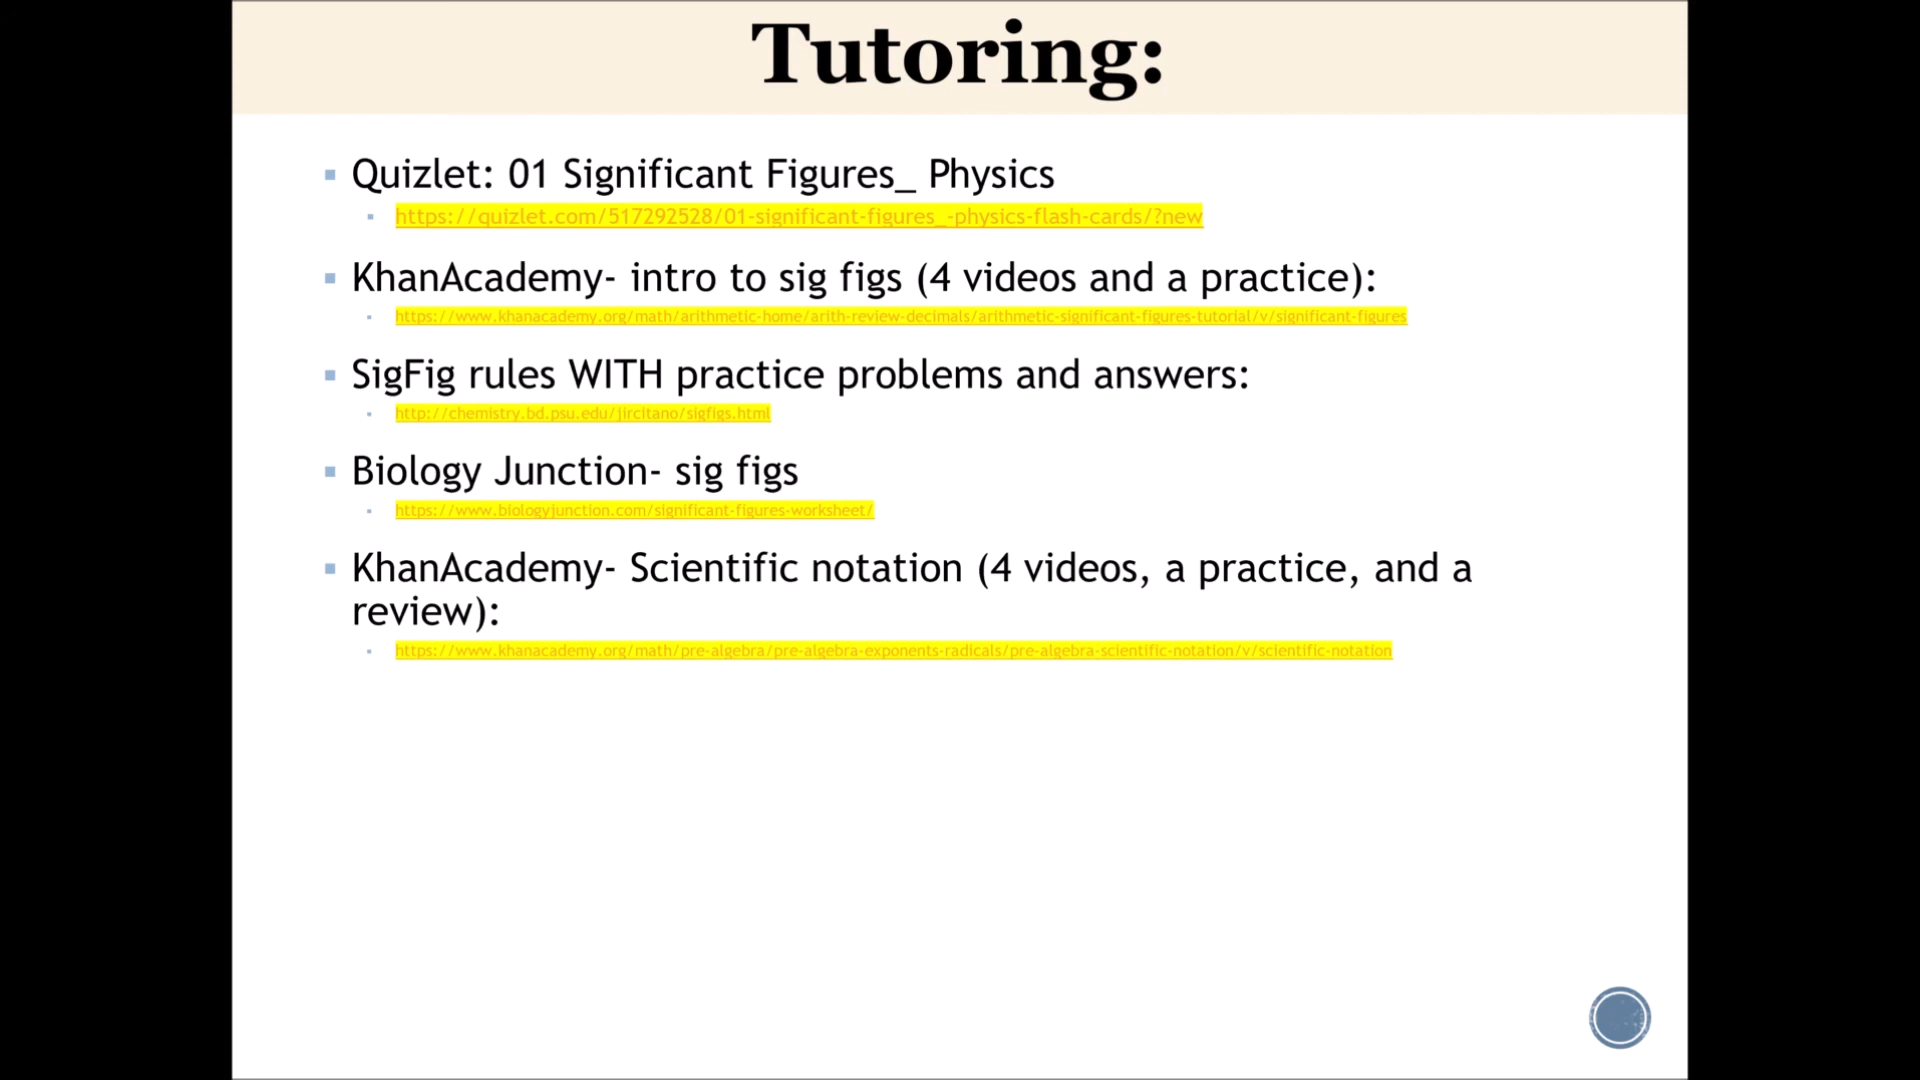 Tutoring:
Quizlet: 01 Significant Figures_ Physics
https://quizlet.com/517292528/01-significant-figures_-physics-flash-cards/?new
KhanAcademy- intro to sig figs (4 videos and a practice):
https://www.khanacademy.org/math/arithmetic-home/arith-review-decimals/arithmetic-significant-figures-tutorial/v/significant-figures
SigFig rules WITH practice problems and answers:
http://chemistry.bd.psu.edu/jircitano/sigfigs.html
Biology Junction- sig figs
https://www.biologyjunction.com/significant-figures-worksheet/
KhanAcademy- Scientific notation (4 videos, a practice, and a
review):
https://www.khanacademy.org/math/pre-algebra/pre-algebra-exponents-radicals/pre-algebra-scientific-notation/v/scientific-notation